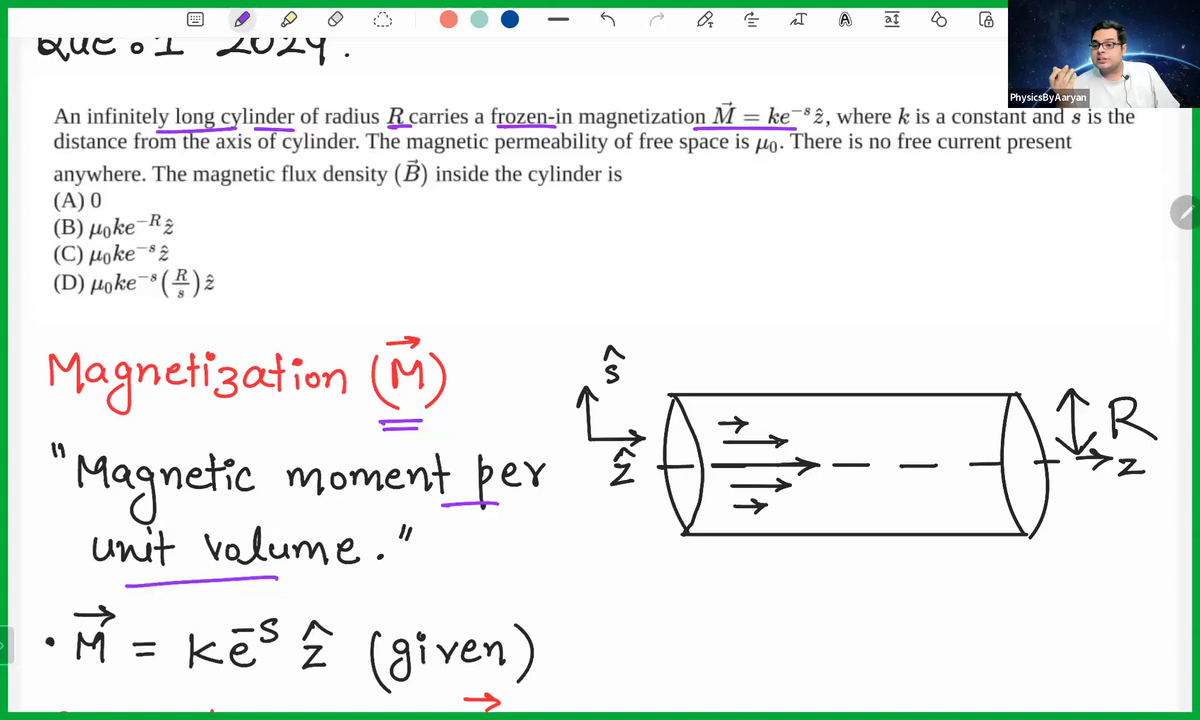 Que.1 2024.
PhysicsByAaryan
An infinitely long cylinder of radius R carries a frozen-in magnetization M⃗ = ke⁻ˢẑ, where k is a constant and s is the
distance from the axis of cylinder. The magnetic permeability of free space is μ₀. There is no free current present
anywhere. The magnetic flux density (B⃗) inside the cylinder is
(A) 0
(B) μ₀ke⁻ᴿẑ
(C) μ₀ke⁻ˢẑ
(D) μ₀ke⁻ˢ(R/s)ẑ
Magnetization (M⃗)
"Magnetic moment per
unit volume."
ŝ
ẑ
R
z
• M⃗ = ke⁻ˢ ẑ (given)